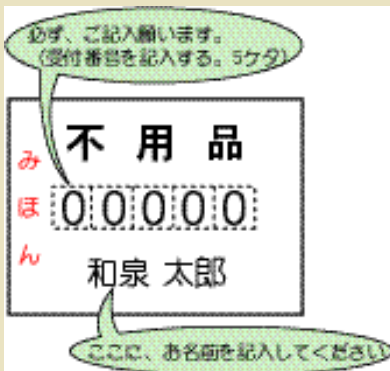 必ず、ご記入願います。
(受付番号を記入する。5ケタ)
不用品
みほん
00000
和泉 太郎
ここに、お名前を記入してください